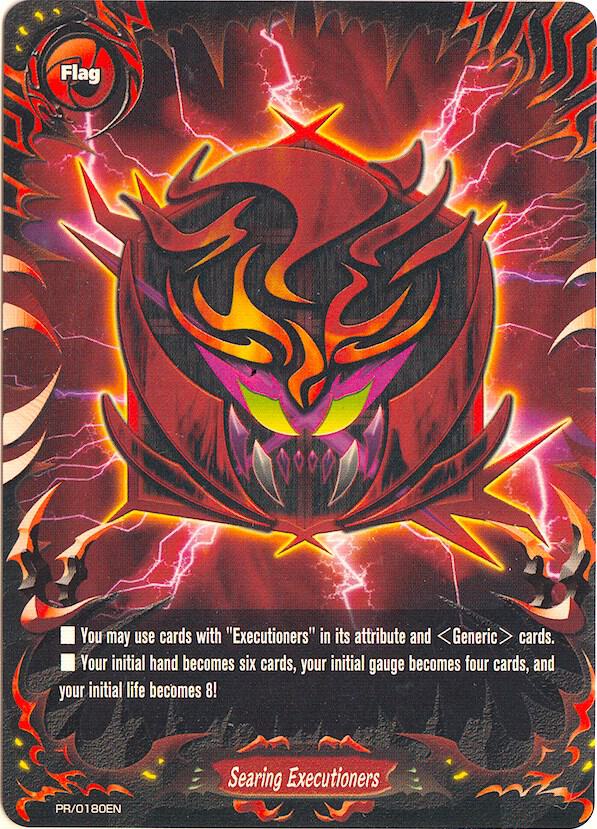 Flag
■ You may use cards with "Executioners" in its attribute and <Generic> cards.
■ Your initial hand becomes six cards, your initial gauge becomes four cards, and
your initial life becomes 8!
Searing Executioners
PR/0180EN